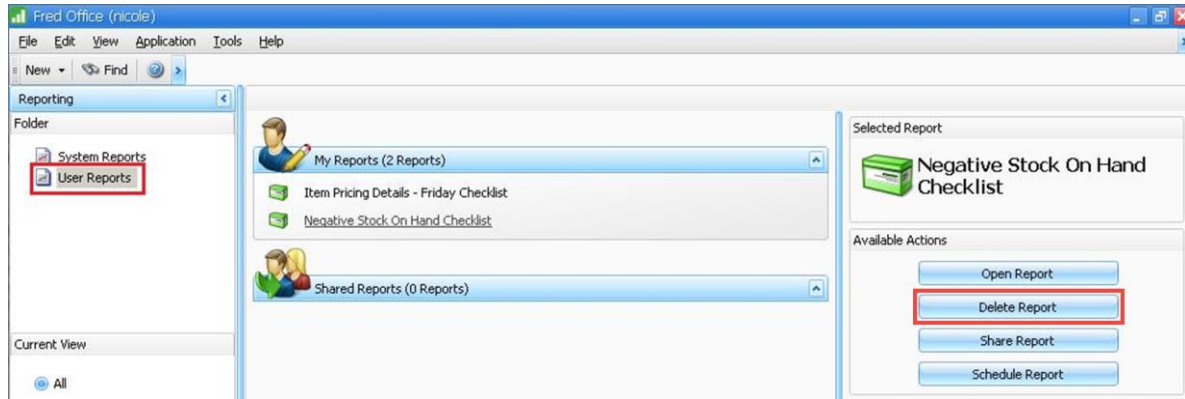 Fred Office (nicole)
File Edit View Application Tools Help
New Find
Reporting
Folder
System Reports
User Reports
Current View
All
My Reports (2 Reports)
Item Pricing Details - Friday Checklist
Negative Stock On Hand Checklist
Shared Reports (0 Reports)
Selected Report
Negative Stock On Hand
Checklist
Available Actions
Open Report
Delete Report
Share Report
Schedule Report